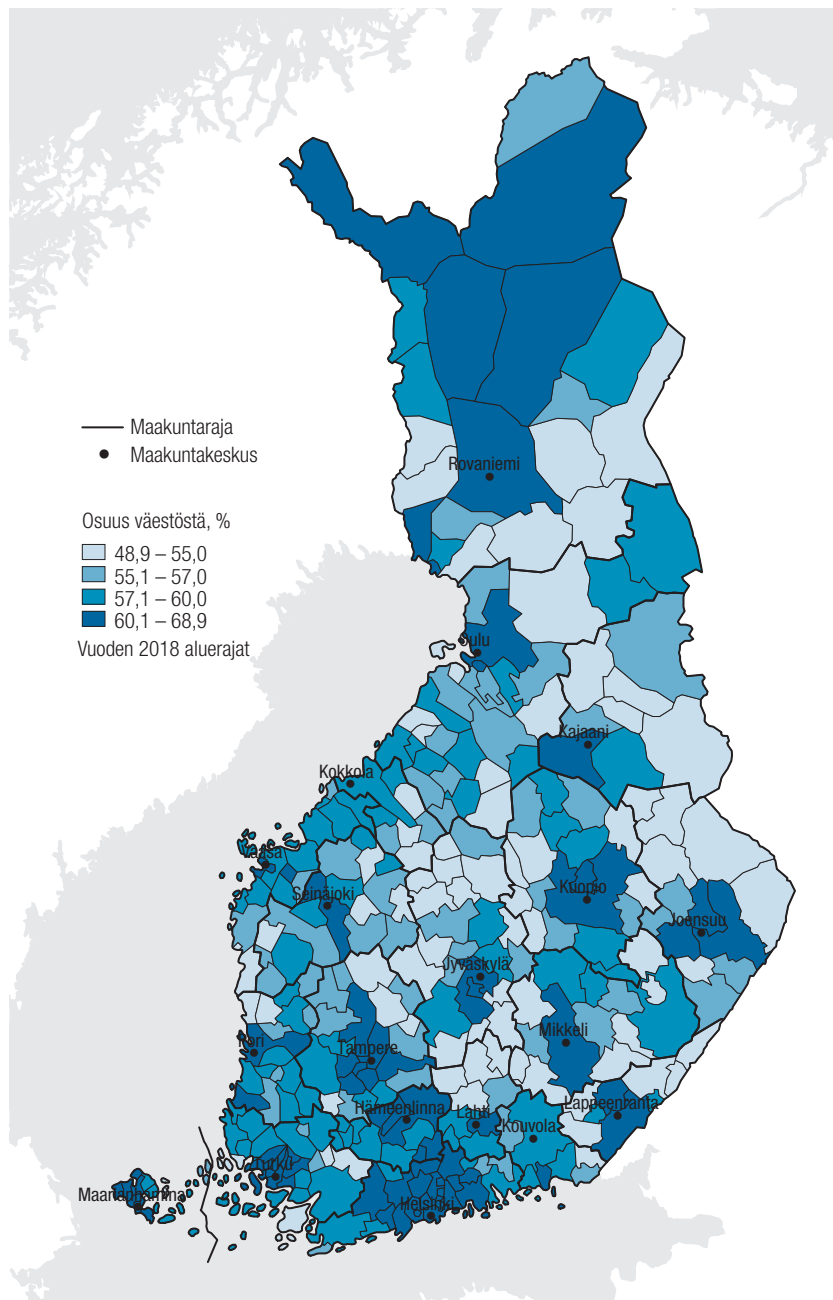 Maakuntaraja
Maakuntakeskus
Rovaniemi
Osuus väestöstä, %
48,9 – 55,0
55,1 – 57,0
57,1 – 60,0
60,1 – 68,9
Vuoden 2018 aluerajat
Oulu
Kajaani
Kokkola
Vaasa
Seinäjoki
Kuopio
Joensuu
Jyväskylä
Mikkeli
Pori
Tampere
Hämeenlinna
Lahti
Kouvola
Lappeenranta
Turku
Maarianhamina
Helsinki